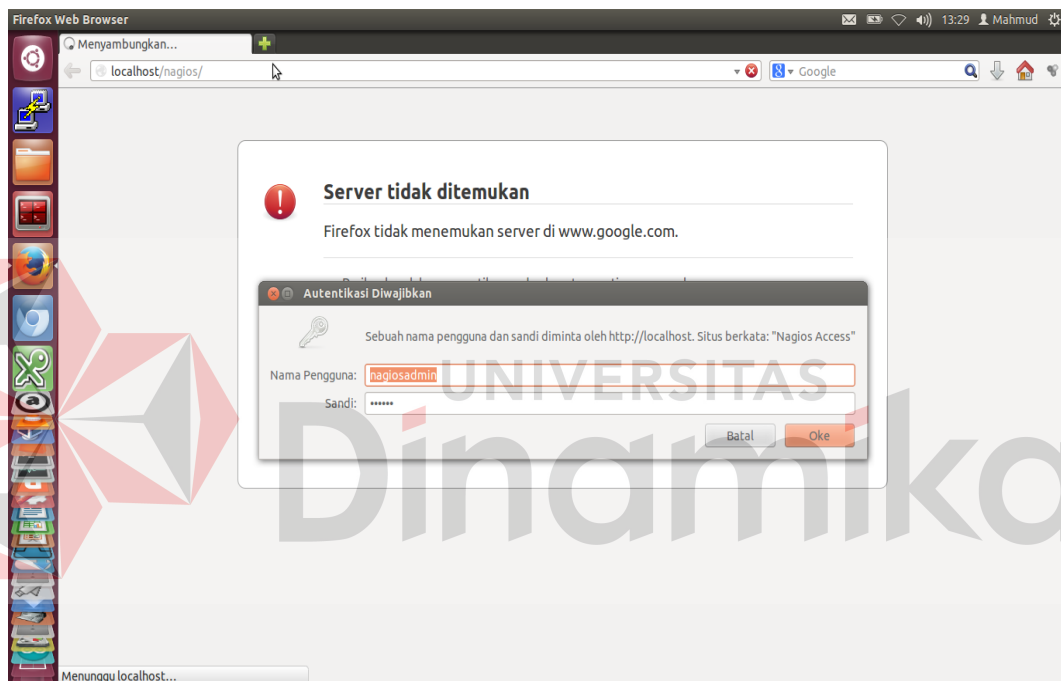 Firefox Web Browser
13:29 Mahmud
Menyambungkan...
localhost/nagios/
Google
Server tidak ditemukan
Firefox tidak menemukan server di www.google.com.
Autentikasi Diwajibkan
Sebuah nama pengguna dan sandi diminta oleh http://localhost. Situs berkata: "Nagios Access"
Nama Pengguna: nagiosadmin
Sandi: ••••••
Batal Oke
UNIVERSITAS
Dinamika
Menunggu localhost...